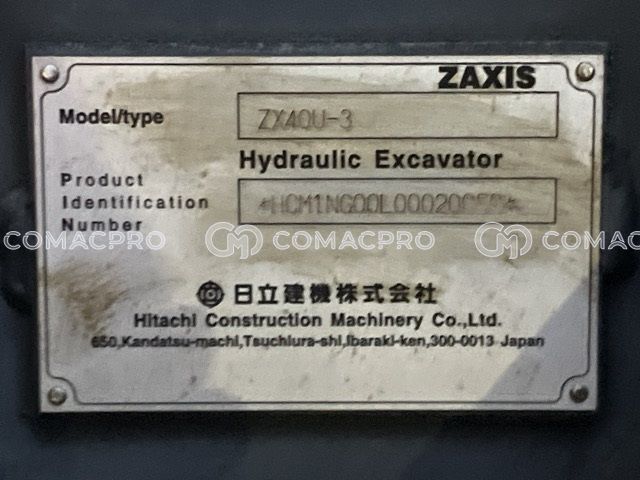 ZAXIS
Model/type ZX40U-3
Hydraulic Excavator
Product
Identification
Number
COMACPRO COMACPRO COMACPRO
日立建機株式会社
Hitachi Construction Machinery Co.,Ltd.
650,Kandatsu-machi,Tsuchiura-shi,Ibaraki-ken,300-0013 Japan